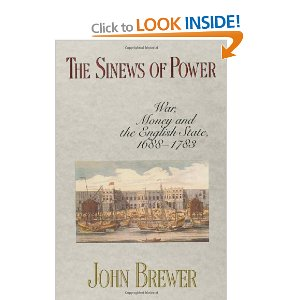 Click to LOOK INSIDE!
THE SINEWS OF POWER
War,
Money and
the English State,
1688–1783
JOHN BREWER